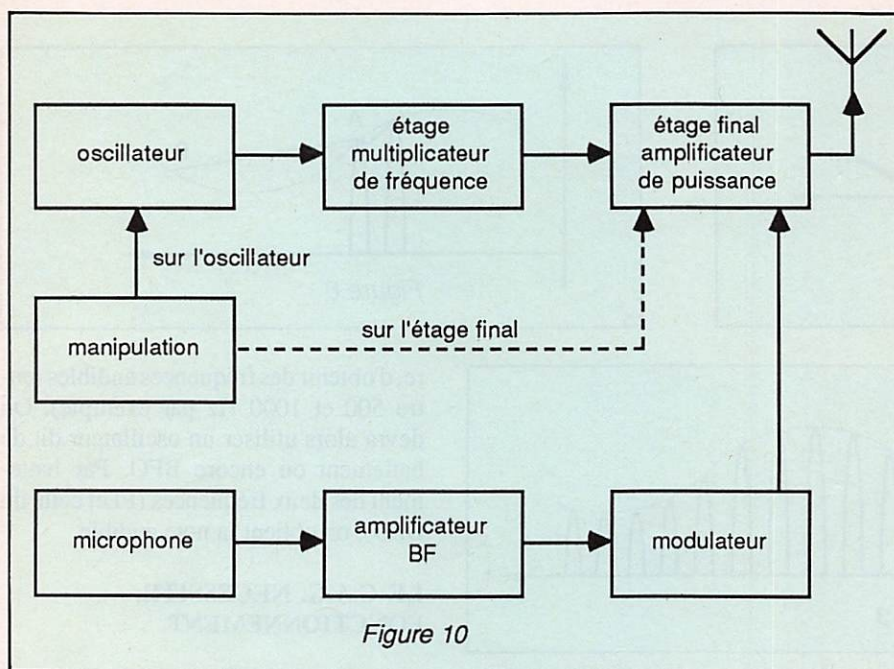 oscillateur
étage
multiplicateur
de fréquence
étage final
amplificateur
de puissance
sur l'oscillateur
manipulation
sur l'étage final
microphone
amplificateur
BF
modulateur
Figure 10